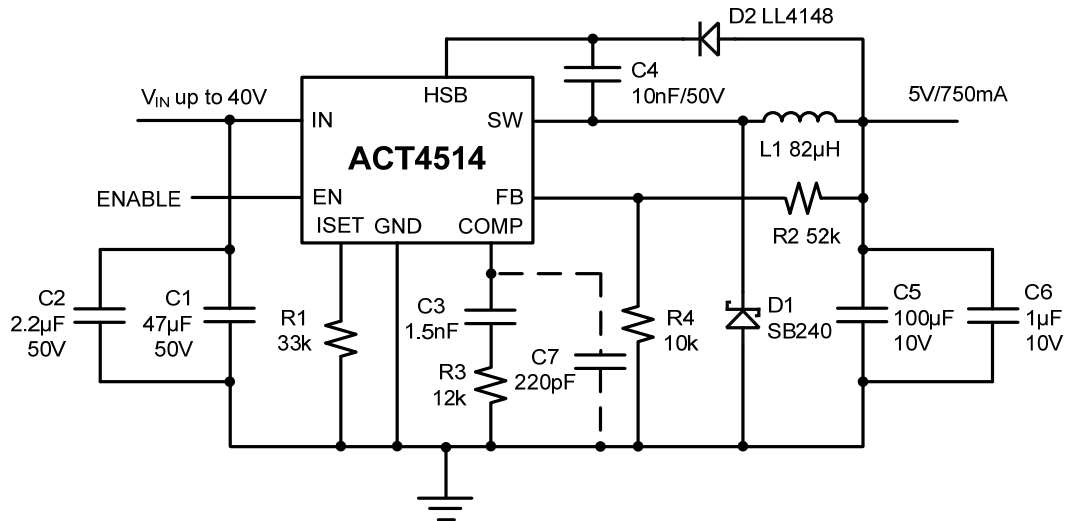 D2 LL4148
C4
10nF/50V
V_IN up to 40V
HSB
5V/750mA
IN
SW
ACT4514
L1 82µH
ENABLE
EN
FB
ISET
GND
COMP
R2 52k
C2
2.2µF
50V
C1
47µF
50V
R1
33k
C3
1.5nF
R3
12k
C7
220pF
R4
10k
D1
SB240
C5
100µF
10V
C6
1µF
10V